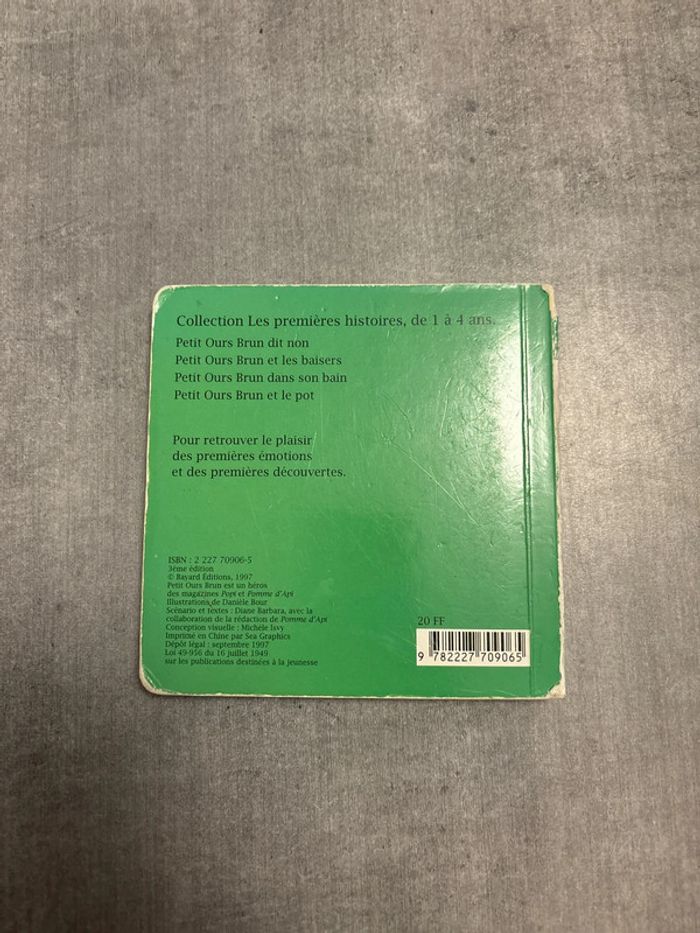 Collection Les premières histoires, de 1 à 4 ans.
Petit Ours Brun dit non
Petit Ours Brun et les baisers
Petit Ours Brun dans son bain
Petit Ours Brun et le pot
Pour retrouver le plaisir
des premières émotions
et des premières découvertes.
ISBN : 2 227 70906-5
3ème édition
© Bayard Éditions, 1997
Petit Ours Brun est un héros
des magazines Popi et Pomme d'Api
Illustrations de Danièle Bour
Scénario et textes : Diane Barbara, avec la
collaboration de la rédaction de Pomme d'Api
Conception visuelle : Michèle Isvy
Imprimé en Chine par Sea Graphics
Dépôt légal : septembre 1997
Loi 49-956 du 16 juillet 1949
sur les publications destinées à la jeunesse
20 FF
9 782227 709065